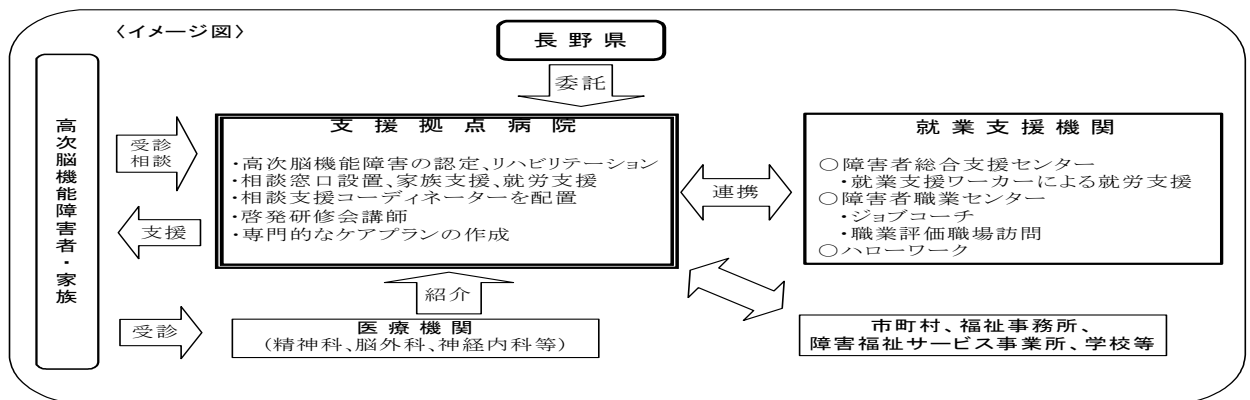 〈イメージ図〉
長野県
委託
高次脳機能障害者・家族
受診
相談
支援
受診
支援拠点病院
・高次脳機能障害の認定、リハビリテーション
・相談窓口設置、家族支援、就労支援
・相談支援コーディネーターを配置
・啓発研修会講師
・専門的なケアプランの作成
紹介
医療機関
(精神科、脳外科、神経内科等)
連携
就業支援機関
○障害者総合支援センター
・就業支援ワーカーによる就労支援
○障害者職業センター
・ジョブコーチ
・職業評価職場訪問
○ハローワーク
市町村、福祉事務所、
障害福祉サービス事業所、学校等